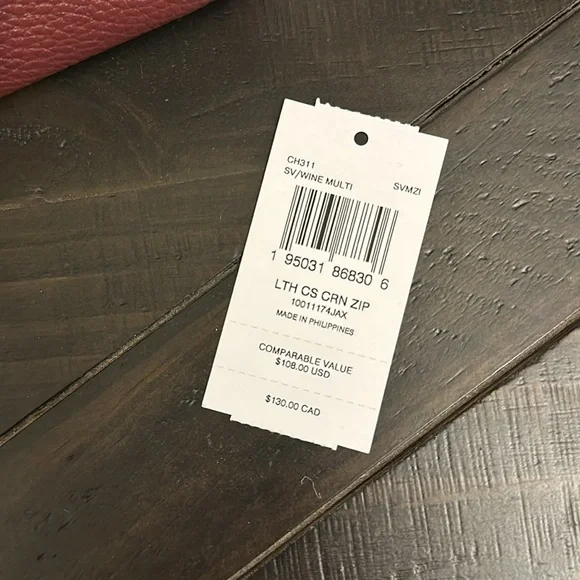 CH311
SV/WINE MULTI SVMZI
1 95031 86830 6
LTH CS CRN ZIP
10011174JAX
MADE IN PHILIPPINES
COMPARABLE VALUE
$108.00 USD
$130.00 CAD